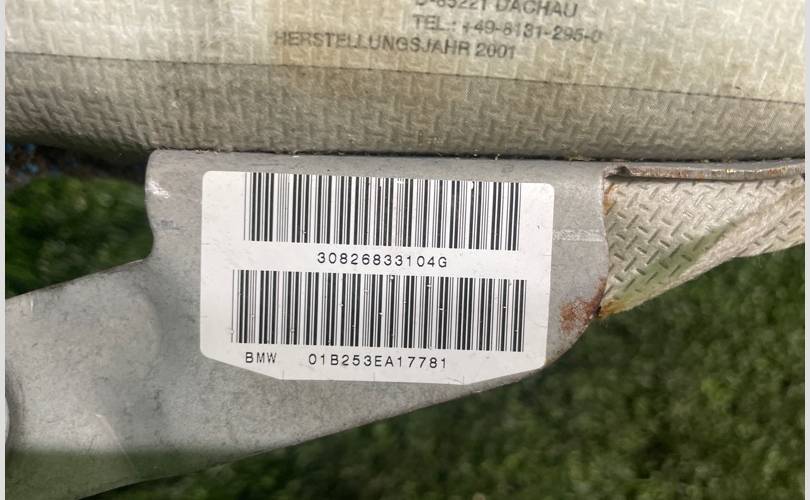 D-85221 DACHAU
TEL.: +49-8131-295-0
HERSTELLUNGSJAHR 2001
30826833104G
BMW 01B253EA17781